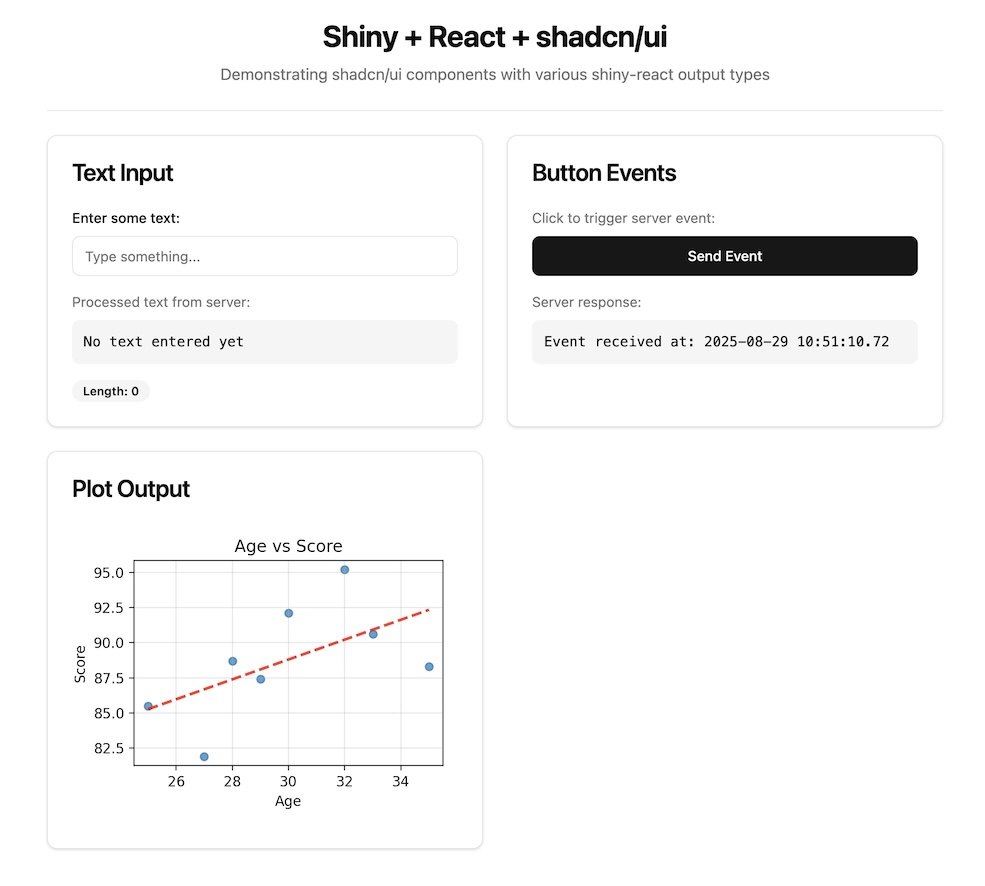 Shiny + React + shadcn/ui
Demonstrating shadcn/ui components with various shiny-react output types
Text Input
Enter some text:
Type something...
Processed text from server:
No text entered yet
Length: 0
Button Events
Click to trigger server event:
Send Event
Server response:
Event received at: 2025-08-29 10:51:10.72
Plot Output
Age vs Score
95.0
92.5
90.0
87.5
85.0
82.5
Score
26 28 30 32 34
Age